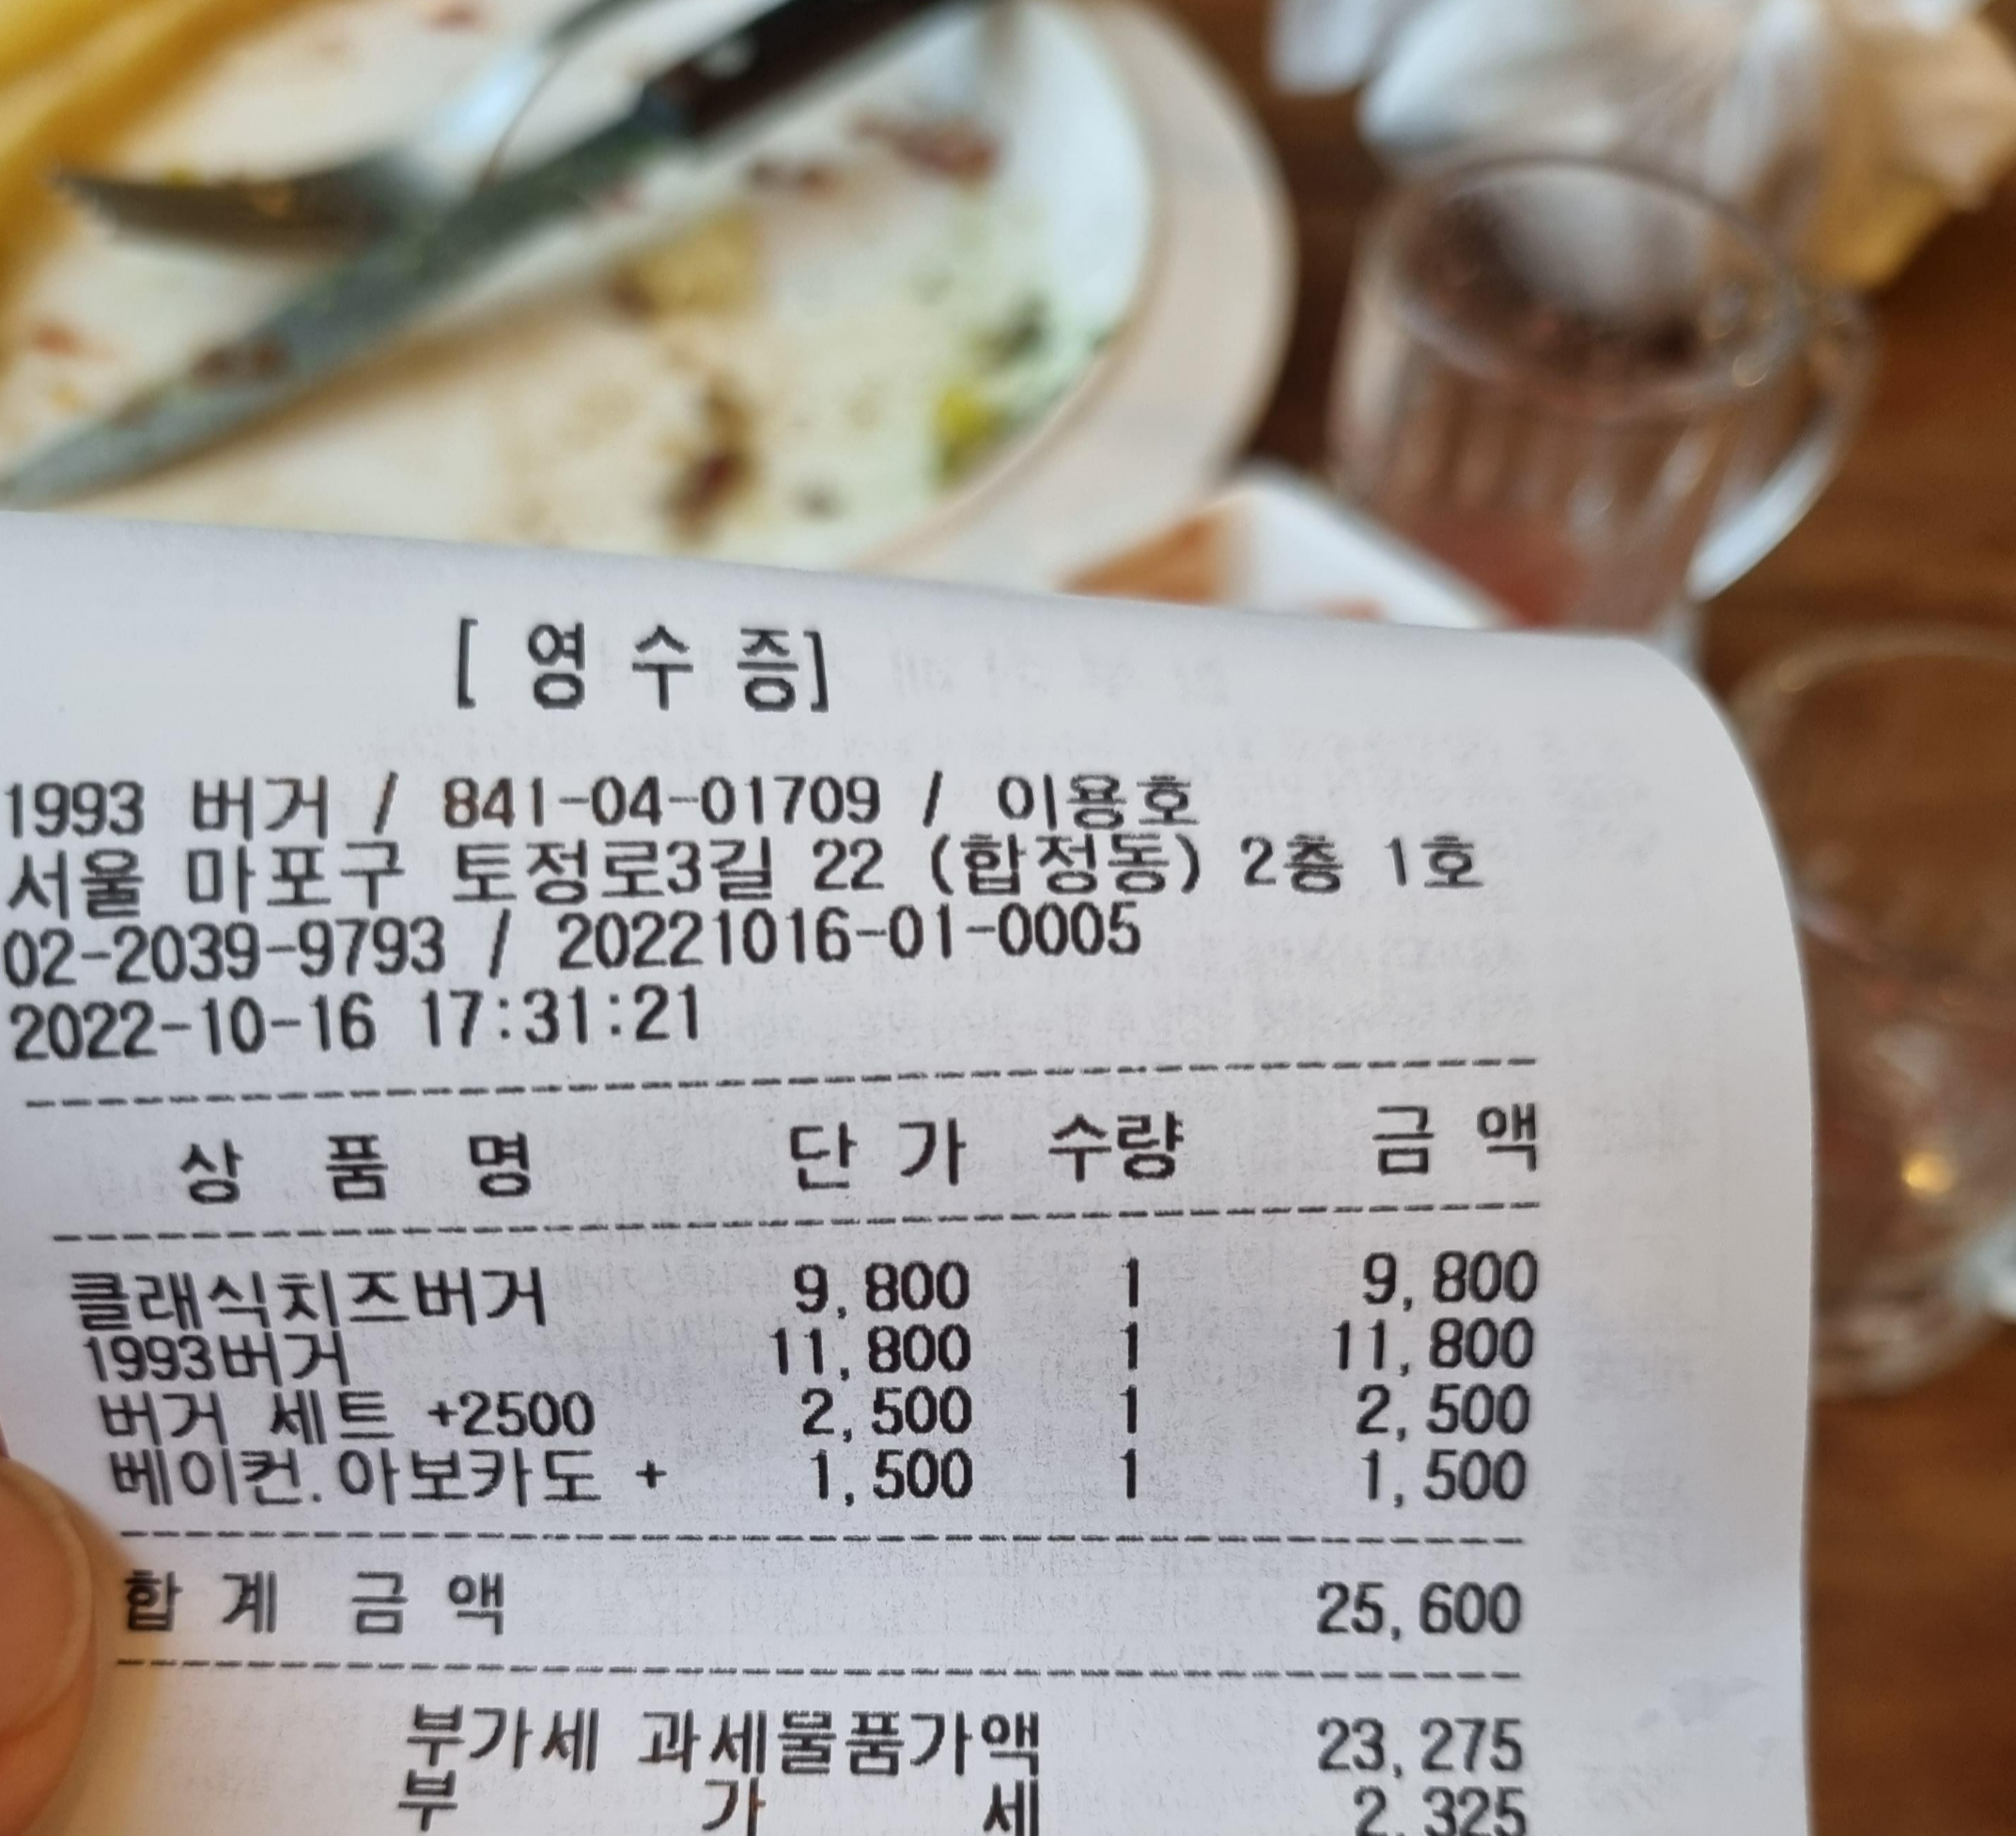 [ 영 수 증]
1993 버거 / 841-04-01709 / 이용호
서울 마포구 토정로3길 22 (합정동) 2층 1호
02-2039-9793 / 20221016-01-0005
2022-10-16 17:31:21
상 품 명 단 가 수량 금 액
클래식치즈버거 9,800 1 9,800
1993버거 11,800 1 11,800
버거 세트 +2500 2,500 1 2,500
베이컨.아보카도 + 1,500 1 1,500
합 계 금 액 25,600
부가세 과세물품가액 23,275
부 가 세 2,325